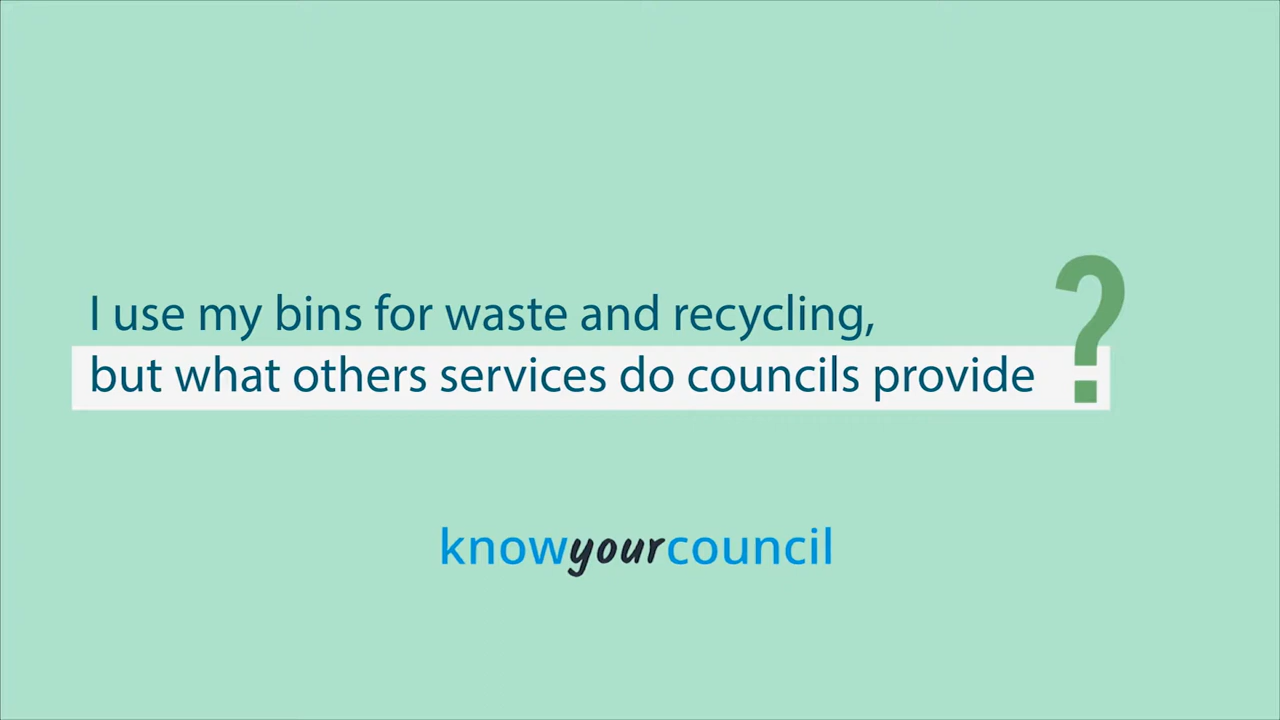 I use my bins for waste and recycling,
but what others services do councils provide?
knowyourcouncil